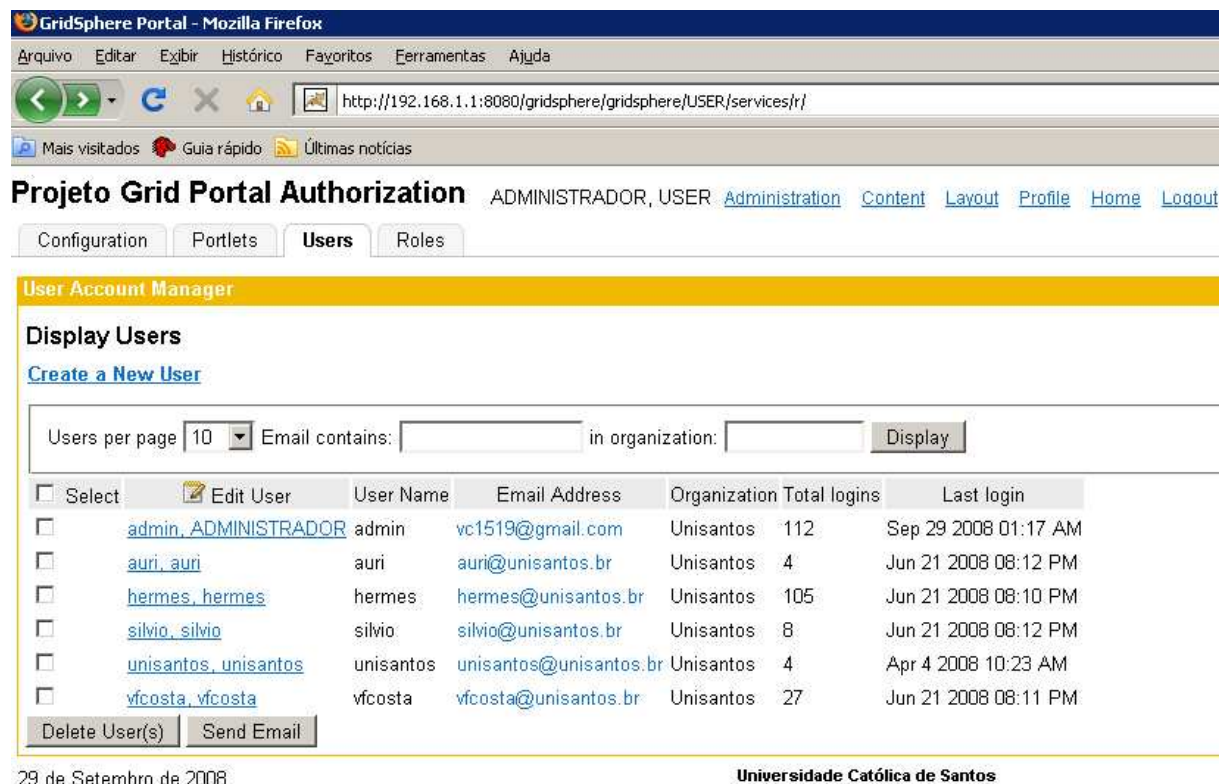 GridSphere Portal - Mozilla Firefox
Arquivo Editar Exibir Histórico Favoritos Ferramentas Ajuda
http://192.168.1.1:8080/gridsphere/gridsphere/USER/services/r/
Mais visitados Guia rápido Últimas notícias
Projeto Grid Portal Authorization ADMINISTRADOR, USER Administration Content Layout Profile Home Logout
Configuration Portlets Users Roles
User Account Manager
Display Users
Create a New User
Users per page 10 Email contains: in organization: Display
Select Edit User User Name Email Address Organization Total logins Last login
admin, ADMINISTRADOR admin vc1519@gmail.com Unisantos 112 Sep 29 2008 01:17 AM
auri, auri auri auri@unisantos.br Unisantos 4 Jun 21 2008 08:12 PM
hermes, hermes hermes hermes@unisantos.br Unisantos 105 Jun 21 2008 08:10 PM
silvio, silvio silvio silvio@unisantos.br Unisantos 8 Jun 21 2008 08:12 PM
unisantos, unisantos unisantos unisantos@unisantos.br Unisantos 4 Apr 4 2008 10:23 AM
vfcosta, vfcosta vfcosta vfcosta@unisantos.br Unisantos 27 Jun 21 2008 08:11 PM
Delete User(s) Send Email
29 de Setembro de 2008 Universidade Católica de Santos